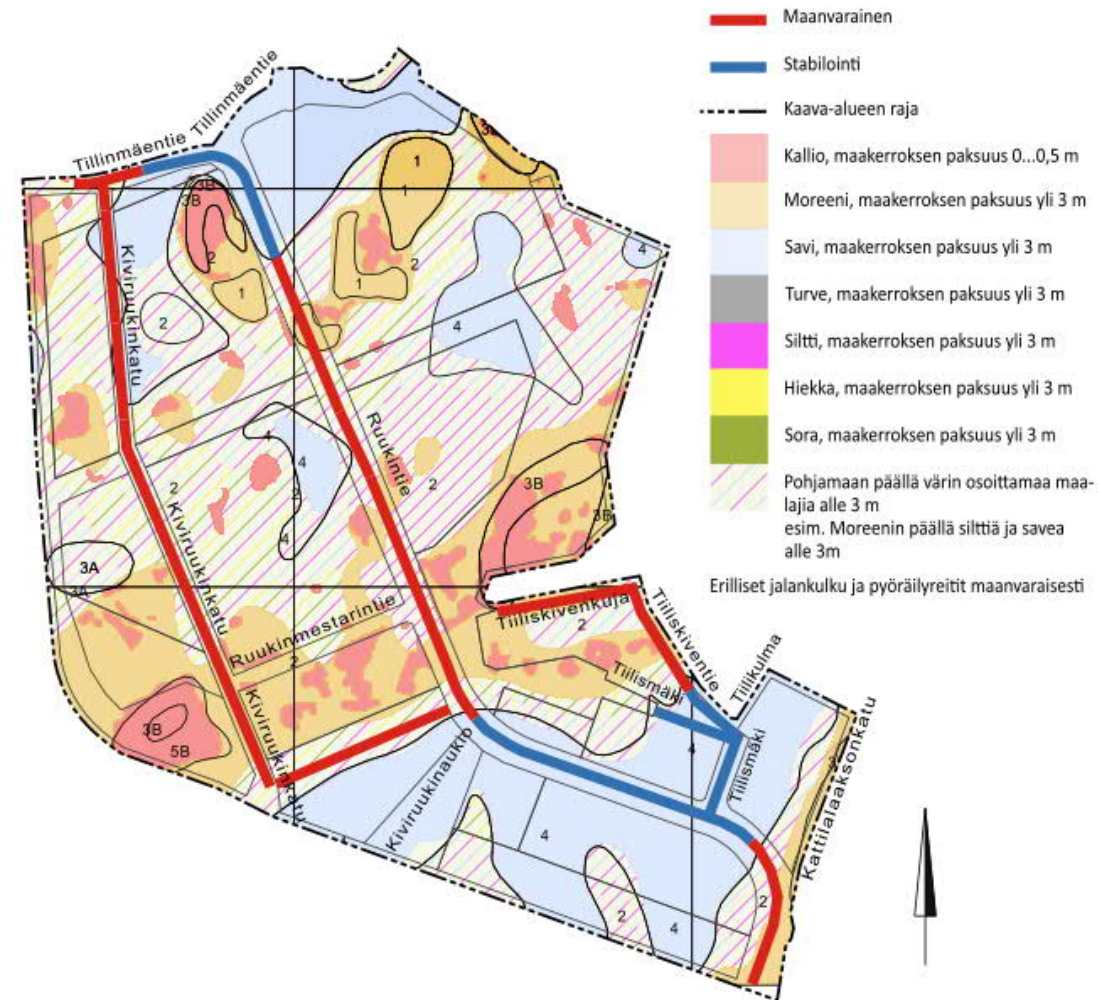 Maanvarainen
Stabilointi
Kaava-alueen raja
Kallio, maakerroksen paksuus 0...0,5 m
Moreeni, maakerroksen paksuus yli 3 m
Savi, maakerroksen paksuus yli 3 m
Turve, maakerroksen paksuus yli 3 m
Siltti, maakerroksen paksuus yli 3 m
Hiekka, maakerroksen paksuus yli 3 m
Sora, maakerroksen paksuus yli 3 m
Pohjamaan päällä värin osoittamaa maa-
lajia alle 3 m
esim. Moreenin päällä silttiä ja savea
alle 3m
Erilliset jalankulku ja pyöräilyreitit maanvaraisesti
Tillinmäentie
Tillinmäentie
3B
3B
3B
1
1
2
2
1
1
4
4
2
Kiviruukinkatu
Ruukintie
4
4
2
4
2
2
3B
3B
Kiviruukinkatu
3A
3A
Ruukinmestarintie
2
Tiiliskivenkuja
2
Tiiliskiventie
Tiilikulma
Tiilismäki
4
Tiilismäki
Kattilalaaksonkatu
Kiviruukinkatu
3B
5B
Kiviruukinaukio
4
2
2
4